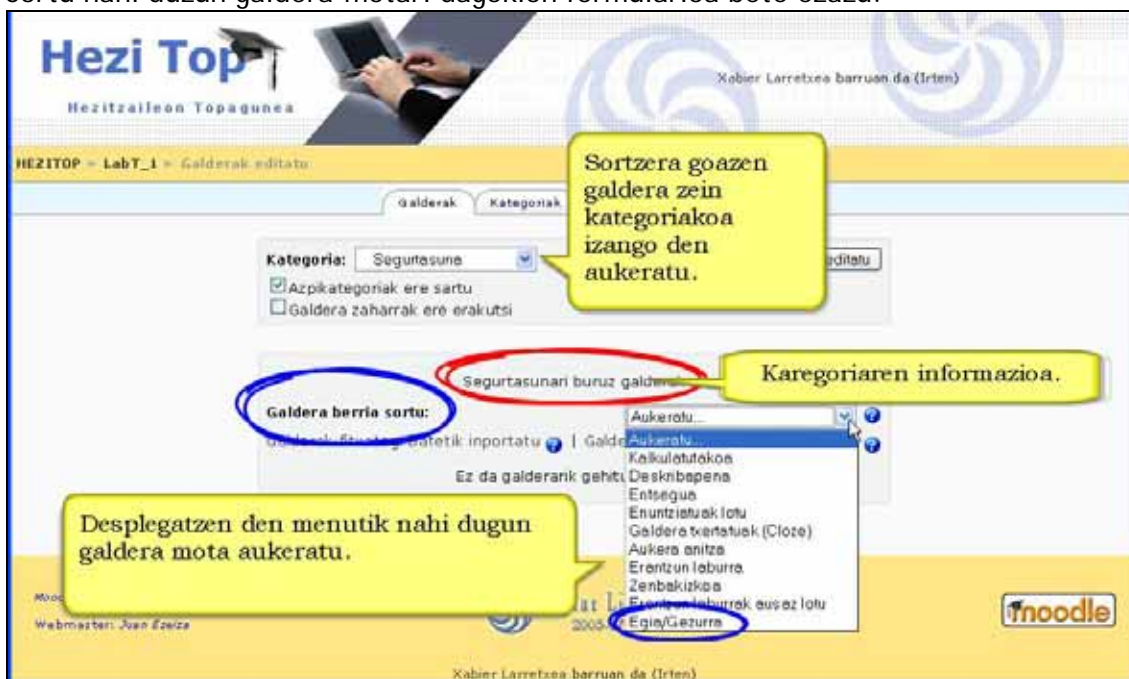 sortu nahi duzun galdera motari dagokion formularioa bete ezazu.
Hezi Top
Hezitzaileon Topagunea
Xabier Larretxea barruan da (Irten)
HEZITOP » LabT_1 » Galderak editatu
Galderak Kategoriak
Sortzera goazen
galdera zein
kategoriakoa
izango den
aukeratu.
Kategoria: Segurtasuna editatu
Azpikategoriak ere sartu
Galdera zaharrak ere erakutsi
Segurtasunari buruz
Karegoriaren informazioa.
Galdera berria sortu: Aukeratu...
inportatu | Aukeratu...
Kalkulatutakoa
Ez da galderarik Deskribapena
Entsegua
Enuntziatuak lotu
Galdera txertatuak (Cloze)
Aukera anitza
Erantzun laburra
Zenbakizkoa
Erantzun laburrak ausaz lotu
Egia/Gezurra
Desplegatzen den menutik nahi dugun
galdera mota aukeratu.
Webmaster: Juan Ezeiza
moodle
Xabier Larretxea barruan da (Irten)